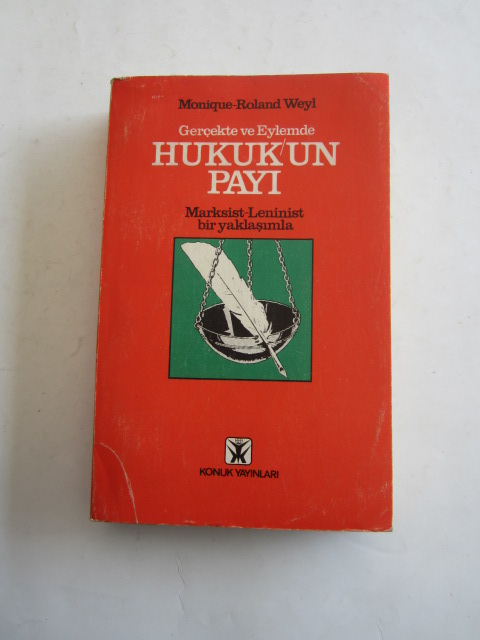 Monique-Roland Weyl
Gerçekte ve Eylemde
HUKUK'UN
PAYI
Marksist-Leninist
bir yaklaşımla
KONUK YAYINLARI